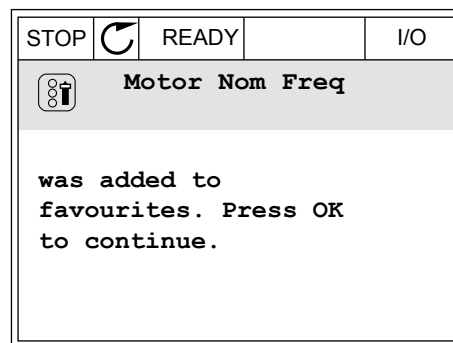 STOP READY I/O
Motor Nom Freq
was added to
favourites. Press OK
to continue.